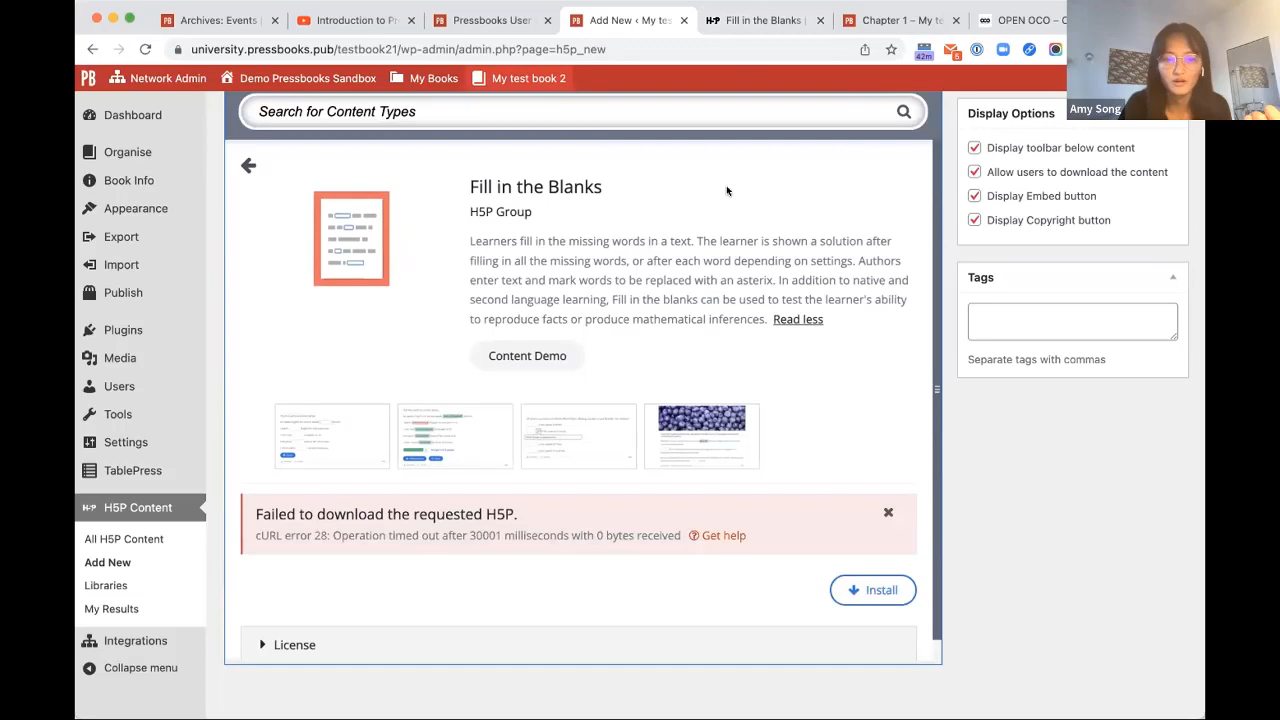 Archives: Events |
Introduction to Pr
Pressbooks User
Add New ‹ My tes
H-P Fill in the Blanks |
Chapter 1 – My te
OPEN OCO – C
university.pressbooks.pub/testbook21/wp-admin/admin.php?page=h5p_new
42m
5
PB Network Admin Demo Pressbooks Sandbox My Books My test book 2
Amy Song
Dashboard
Organise
Book Info
Appearance
Export
Import
Publish
Plugins
Media
Users
Tools
Settings
TablePress
H-P H5P Content
All H5P Content
Add New
Libraries
My Results
Integrations
Collapse menu
Search for Content Types
Fill in the Blanks
H5P Group
Learners fill in the missing words in a text. The learner is shown a solution after
filling in all the missing words, or after each word depending on settings. Authors
enter text and mark words to be replaced with an asterix. In addition to native and
second language learning, Fill in the blanks can be used to test the learner's ability
to reproduce facts or produce mathematical inferences. Read less
Content Demo
Failed to download the requested H5P.
cURL error 28: Operation timed out after 30001 milliseconds with 0 bytes received Get help
Install
License
Display Options
Display toolbar below content
Allow users to download the content
Display Embed button
Display Copyright button
Tags
Separate tags with commas